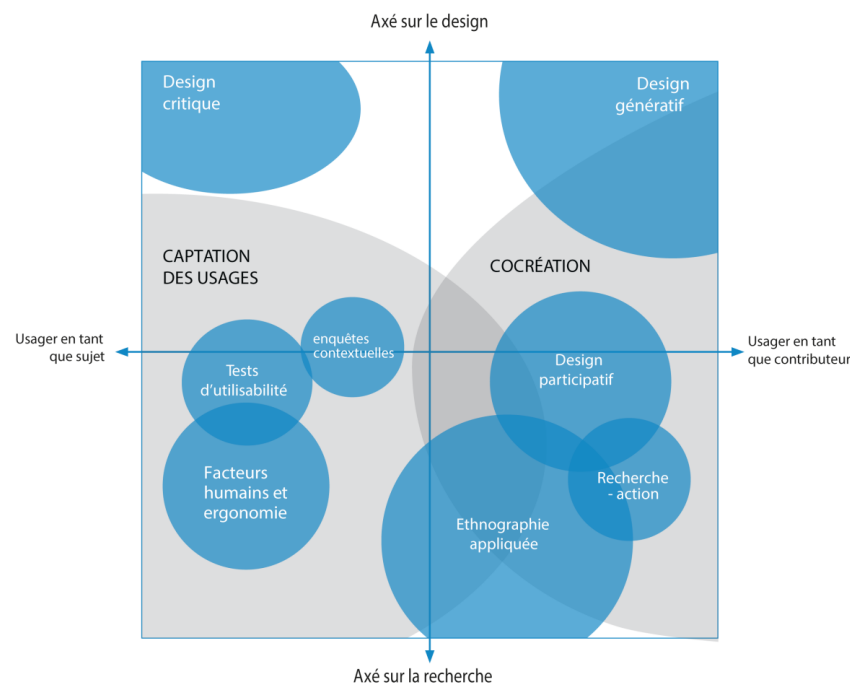 Axé sur le design
Design
critique
Design
génératif
CAPTATION
DES USAGES
COCRÉATION
Usager en tant
que sujet
enquêtes
contextuelles
Usager en tant
que contributeur
Tests
d'utilisabilité
Design
participatif
Facteurs
humains et
ergonomie
Recherche
- action
Ethnographie
appliquée
Axé sur la recherche